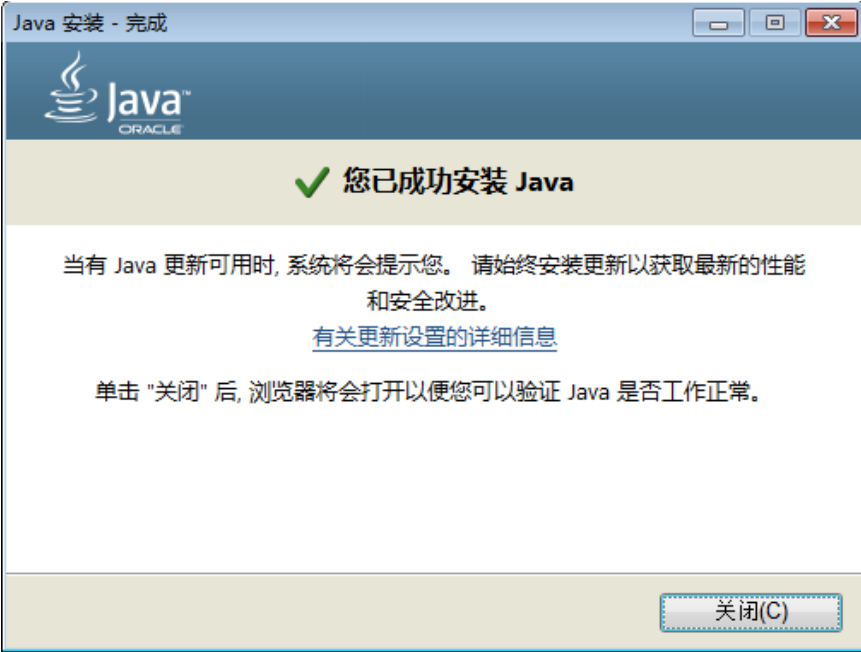 Java 安装 - 完成
Java™
ORACLE
您已成功安装 Java
当有 Java 更新可用时, 系统将会提示您。 请始终安装更新以获取最新的性能
和安全改进。
有关更新设置的详细信息
单击 "关闭" 后, 浏览器将会打开以便您可以验证 Java 是否工作正常。
关闭(C)